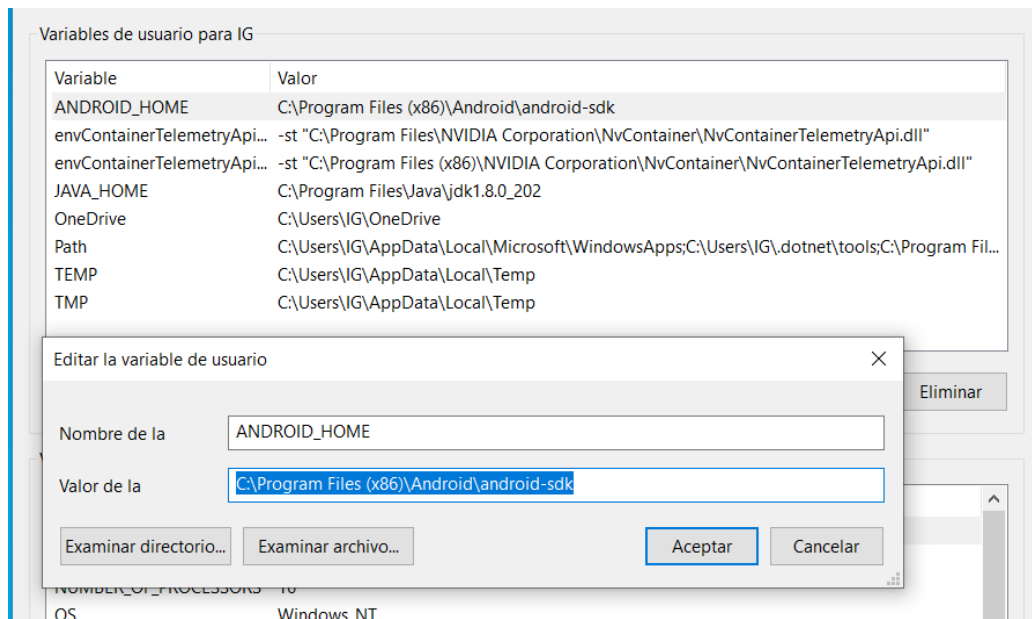 Variables de usuario para IG
Variable Valor
ANDROID_HOME C:\Program Files (x86)\Android\android-sdk
envContainerTelemetryApi... -st "C:\Program Files\NVIDIA Corporation\NvContainer\NvContainerTelemetryApi.dll"
envContainerTelemetryApi... -st "C:\Program Files (x86)\NVIDIA Corporation\NvContainer\NvContainerTelemetryApi.dll"
JAVA_HOME C:\Program Files\Java\jdk1.8.0_202
OneDrive C:\Users\IG\OneDrive
Path C:\Users\IG\AppData\Local\Microsoft\WindowsApps;C:\Users\IG\.dotnet\tools;C:\Program Fil...
TEMP C:\Users\IG\AppData\Local\Temp
TMP C:\Users\IG\AppData\Local\Temp
Editar la variable de usuario
Eliminar
Nombre de la ANDROID_HOME
Valor de la C:\Program Files (x86)\Android\android-sdk
Examinar directorio... Examinar archivo... Aceptar Cancelar
NUMBER_OF_PROCESSORS 16
OS Windows_NT